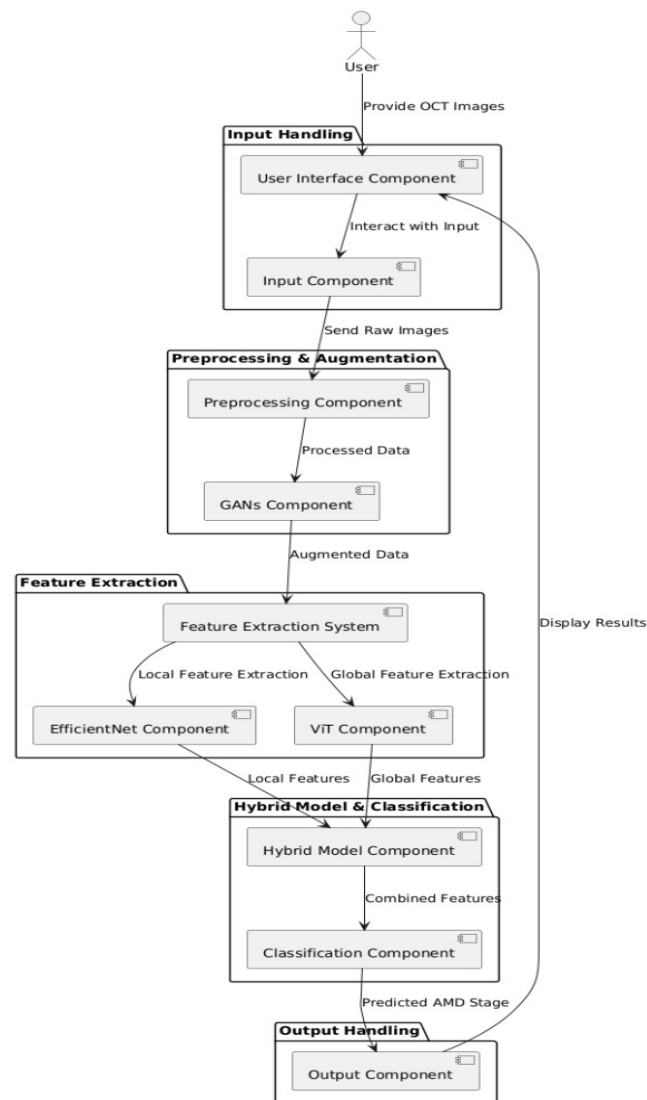 User
Provide OCT Images
Input Handling
User Interface Component
Interact with Input
Input Component
Send Raw Images
Preprocessing & Augmentation
Preprocessing Component
Processed Data
GANs Component
Augmented Data
Feature Extraction
Feature Extraction System
Display Results
Local Feature Extraction
Global Feature Extraction
EfficientNet Component
ViT Component
Local Features
Global Features
Hybrid Model & Classification
Hybrid Model Component
Combined Features
Classification Component
Predicted AMD Stage
Output Handling
Output Component